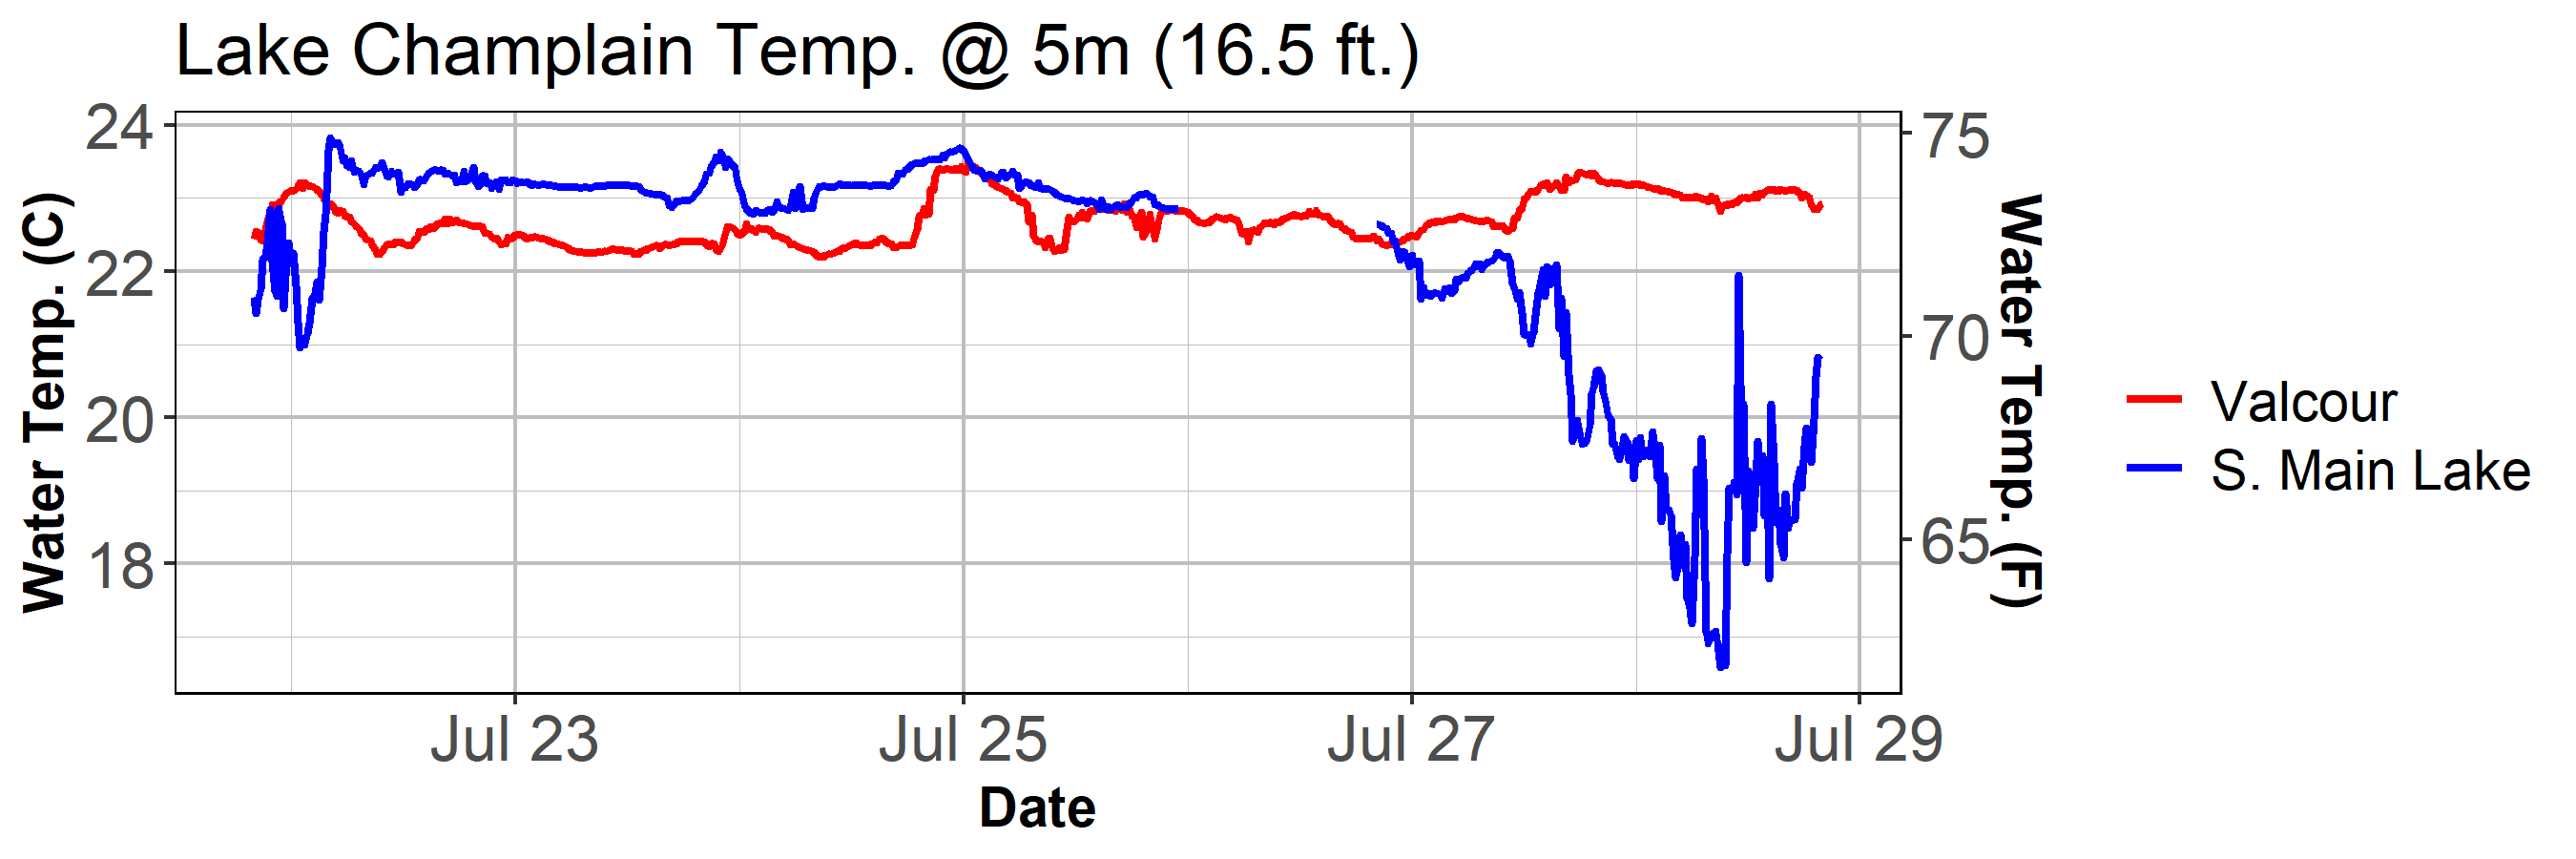 Lake Champlain Temp. @ 5m (16.5 ft.)
Water Temp. (C)
24
22
20
18
75
70
65
Water Temp. (F)
Jul 23
Jul 25
Jul 27
Jul 29
Date
Valcour
S. Main Lake